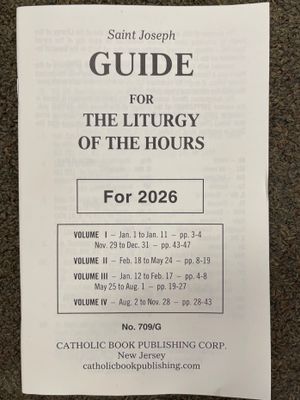 Saint Joseph
GUIDE
FOR
THE LITURGY
OF THE HOURS
For 2026
VOLUME I - Jan. 1 to Jan. 11 - pp. 3-4
Nov. 29 to Dec. 31 - pp. 43-47
VOLUME II - Feb. 18 to May 24 - pp. 8-19
VOLUME III - Jan. 12 to Feb. 17 - pp. 4-8
May 25 to Aug. 1 - pp. 19-27
VOLUME IV - Aug. 2 to Nov. 28 - pp. 28-43
No. 709/G
CATHOLIC BOOK PUBLISHING CORP.
New Jersey
catholicbookpublishing.com